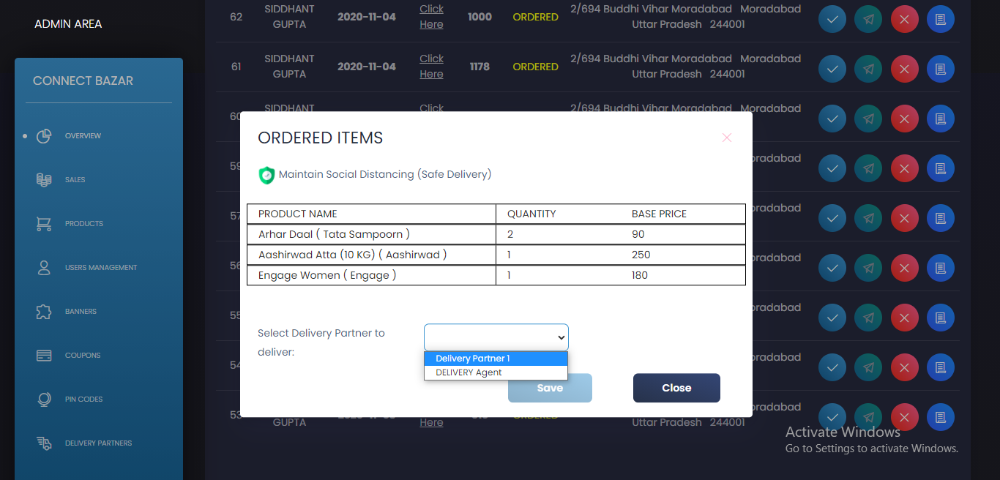 ADMIN AREA
CONNECT BAZAR
OVERVIEW
SALES
PRODUCTS
USERS MANAGEMENT
BANNERS
COUPONS
PIN CODES
DELIVERY PARTNERS
62 SIDDHANT GUPTA 2020-11-04 Click Here 1000 ORDERED 2/694 Buddhi Vihar Moradabad Moradabad
Uttar Pradesh 244001
61 SIDDHANT GUPTA 2020-11-04 Click Here 1178 ORDERED 2/694 Buddhi Vihar Moradabad Moradabad
Uttar Pradesh 244001
60 SIDDHANT Click 2/694 Buddhi Vihar Moradabad Moradabad
59 oradabad
57 oradabad
56 oradabad
55 oradabad
54 oradabad
53 oradabad
GUPTA Here ORDERED Uttar Pradesh 244001
ORDERED ITEMS
Maintain Social Distancing (Safe Delivery)
PRODUCT NAME QUANTITY BASE PRICE
Arhar Daal ( Tata Sampoorn ) 2 90
Aashirwad Atta (10 KG) ( Aashirwad ) 1 250
Engage Women ( Engage ) 1 180
Select Delivery Partner to
deliver:
Delivery Partner 1
DELIVERY Agent
Save Close
Activate Windows
Go to Settings to activate Windows.